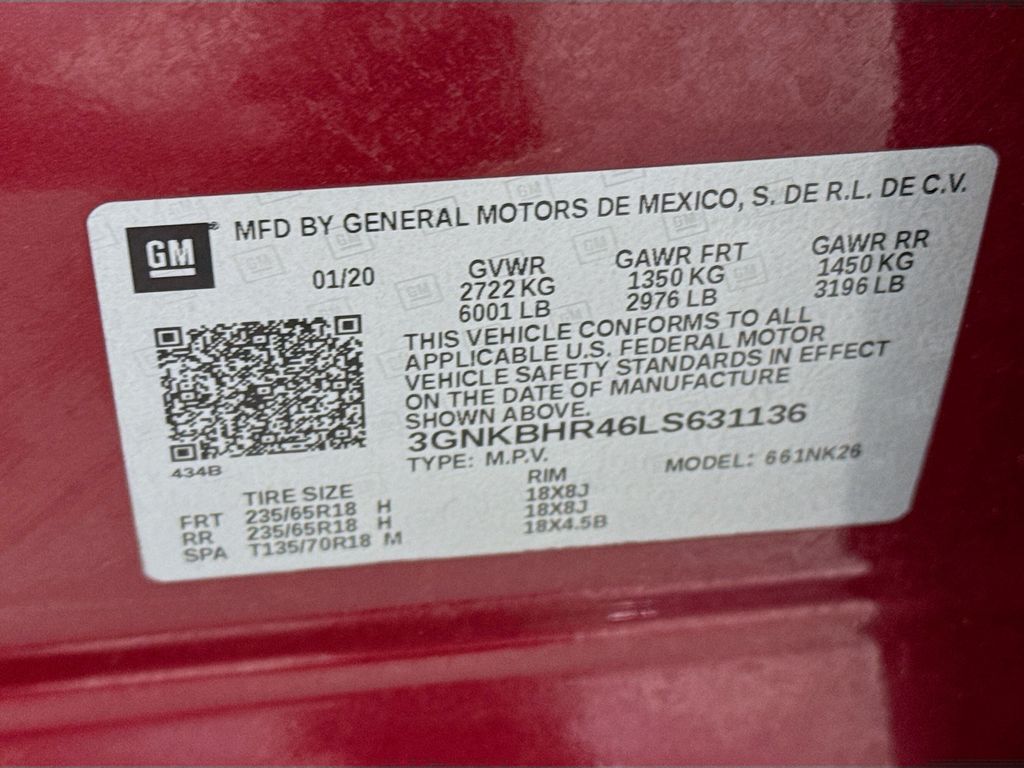 GM® MFD BY GENERAL MOTORS DE MEXICO, S. DE R.L. DE C.V.
01/20 GVWR GAWR FRT GAWR RR
2722 KG 1350 KG 1450 KG
6001 LB 2976 LB 3196 LB
THIS VEHICLE CONFORMS TO ALL
APPLICABLE U.S. FEDERAL MOTOR
VEHICLE SAFETY STANDARDS IN EFFECT
ON THE DATE OF MANUFACTURE
SHOWN ABOVE.
3GNKBHR46LS631136
434B TYPE: M.P.V. MODEL: 661NK26
TIRE SIZE RIM
FRT 235/65R18 H 18X8J
RR 235/65R18 H 18X8J
SPA T135/70R18 M 18X4.5B